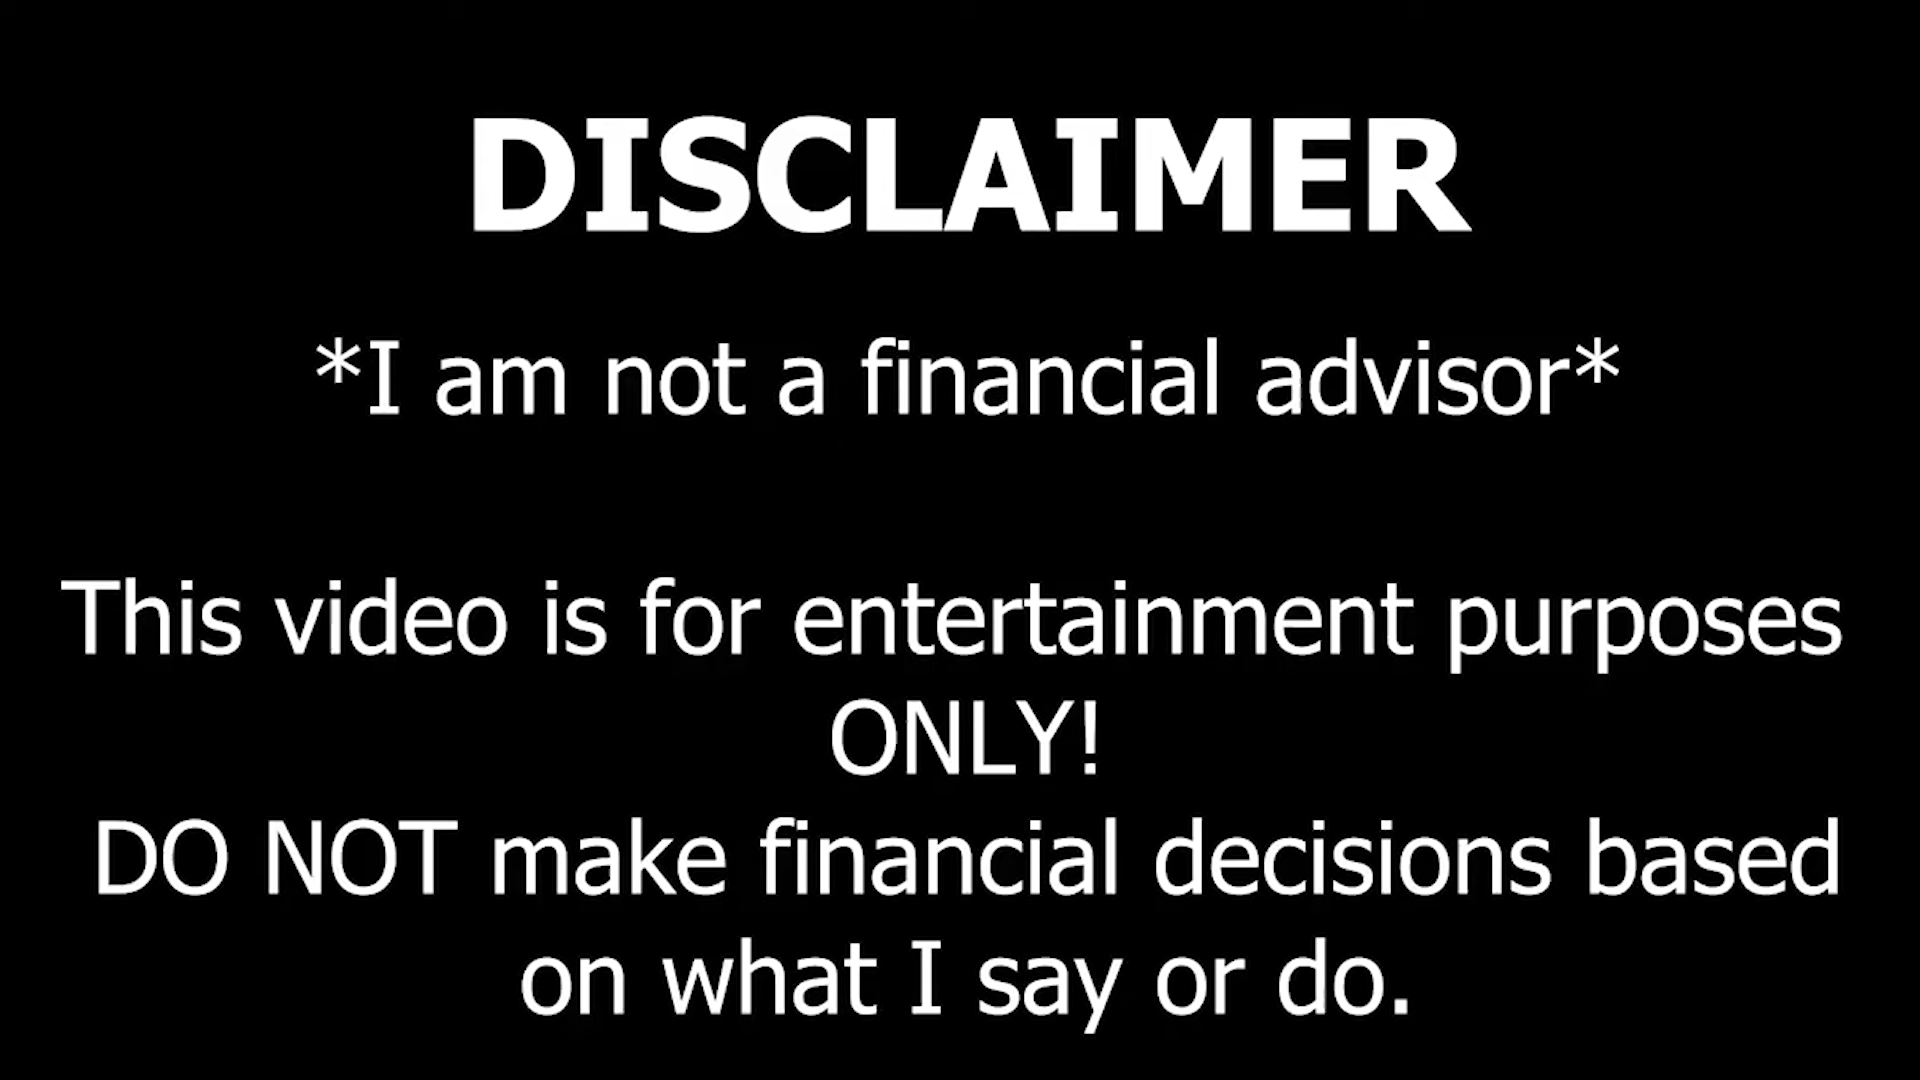 DISCLAIMER
*I am not a financial advisor*
This video is for entertainment purposes
ONLY!
DO NOT make financial decisions based
on what I say or do.